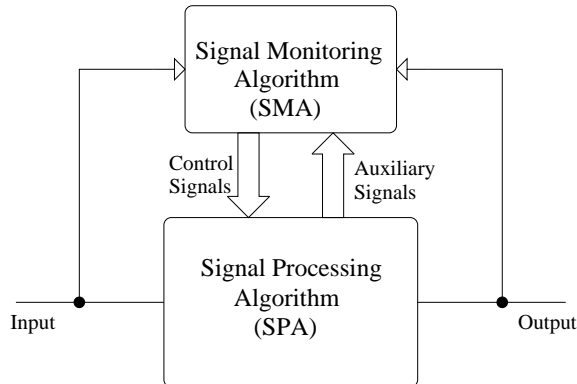 Signal Monitoring
Algorithm
(SMA)
Control
Signals
Auxiliary
Signals
Signal Processing
Algorithm
(SPA)
Input
Output